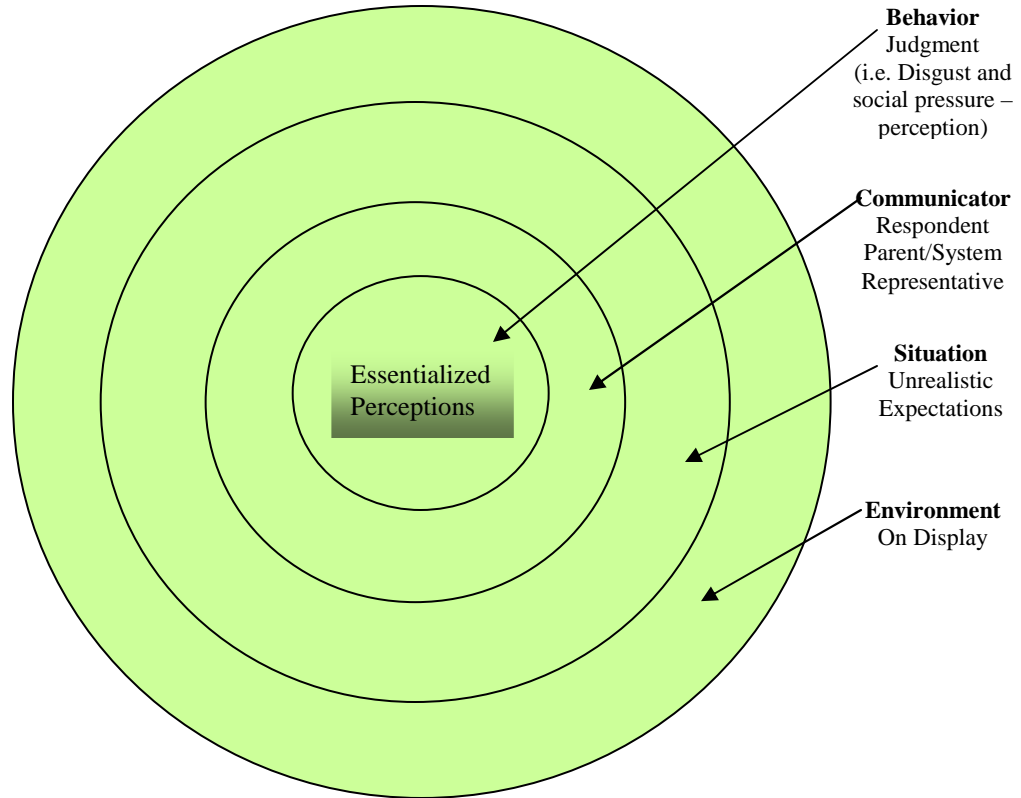 Behavior
Judgment
(i.e. Disgust and
social pressure –
perception)
Communicator
Respondent
Parent/System
Representative
Essentialized
Perceptions
Situation
Unrealistic
Expectations
Environment
On Display